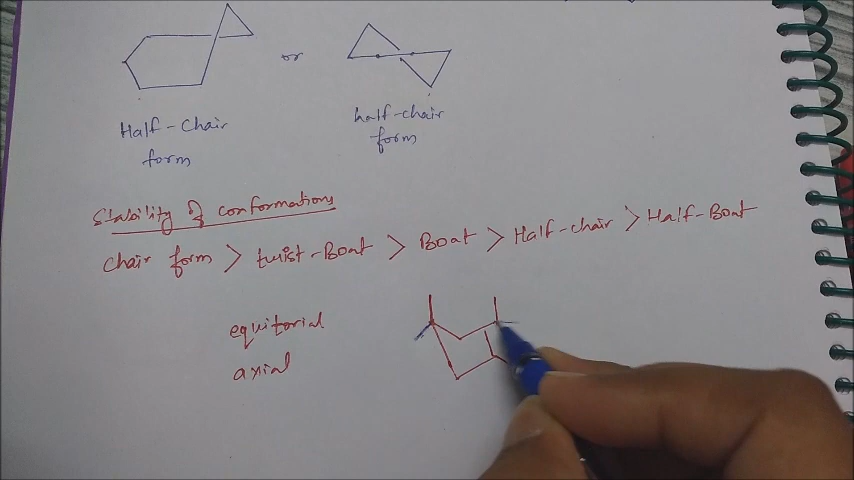 or
Half-Chair
form
half-chair
form
Stability of conformations
chair form > twist-Boat > Boat > Half-chair > Half-Boat
equitorial
axial